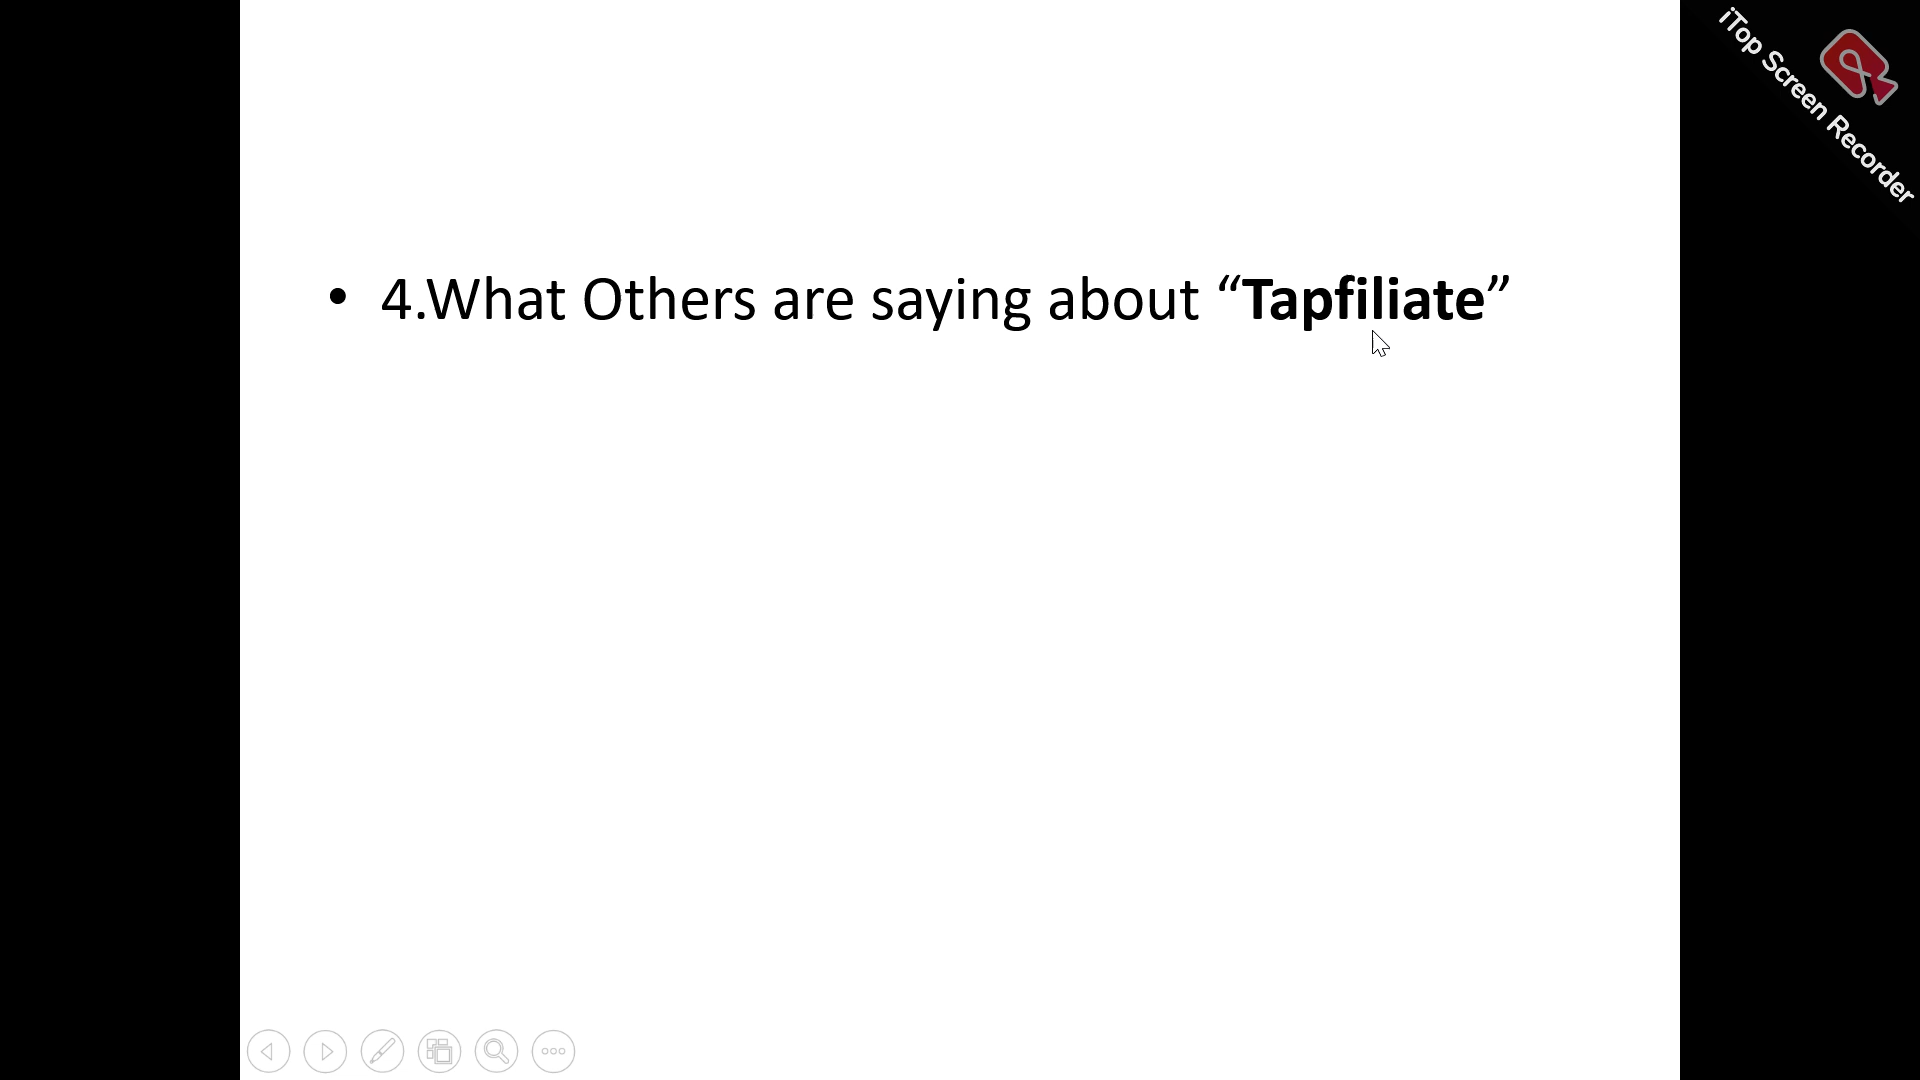 • 4.What Others are saying about “Tapfiliate”
iTop Screen Recorder